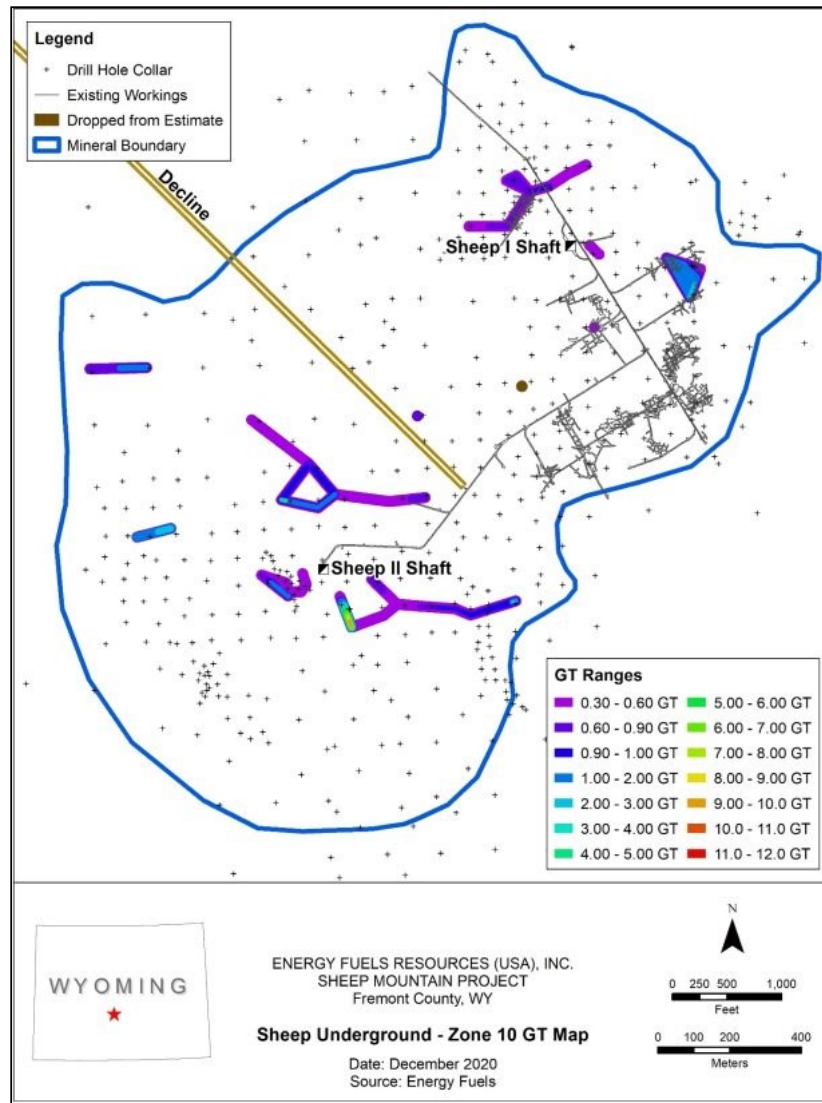 Legend
Drill Hole Collar
Existing Workings
Dropped from Estimate
Mineral Boundary
Decline
Sheep I Shaft
Sheep II Shaft
GT Ranges
0.30 - 0.60 GT
0.60 - 0.90 GT
0.90 - 1.00 GT
1.00 - 2.00 GT
2.00 - 3.00 GT
3.00 - 4.00 GT
4.00 - 5.00 GT
5.00 - 6.00 GT
6.00 - 7.00 GT
7.00 - 8.00 GT
8.00 - 9.00 GT
9.00 - 10.0 GT
10.0 - 11.0 GT
11.0 - 12.0 GT
WYOMING
ENERGY FUELS RESOURCES (USA), INC.
SHEEP MOUNTAIN PROJECT
Fremont County, WY
Sheep Underground - Zone 10 GT Map
Date: December 2020
Source: Energy Fuels
N
0 250 500 1,000
Feet
0 100 200 400
Meters